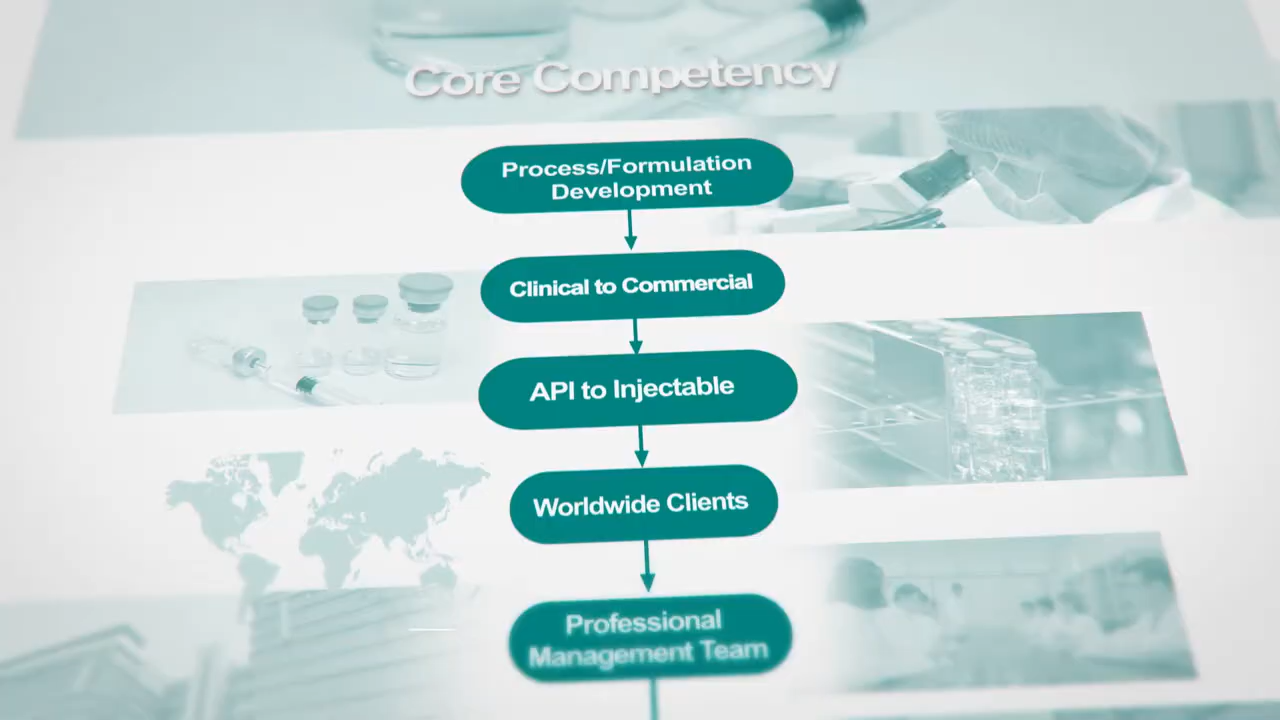 Core Competency
Process/Formulation
Development
Clinical to Commercial
API to Injectable
Worldwide Clients
Professional
Management Team